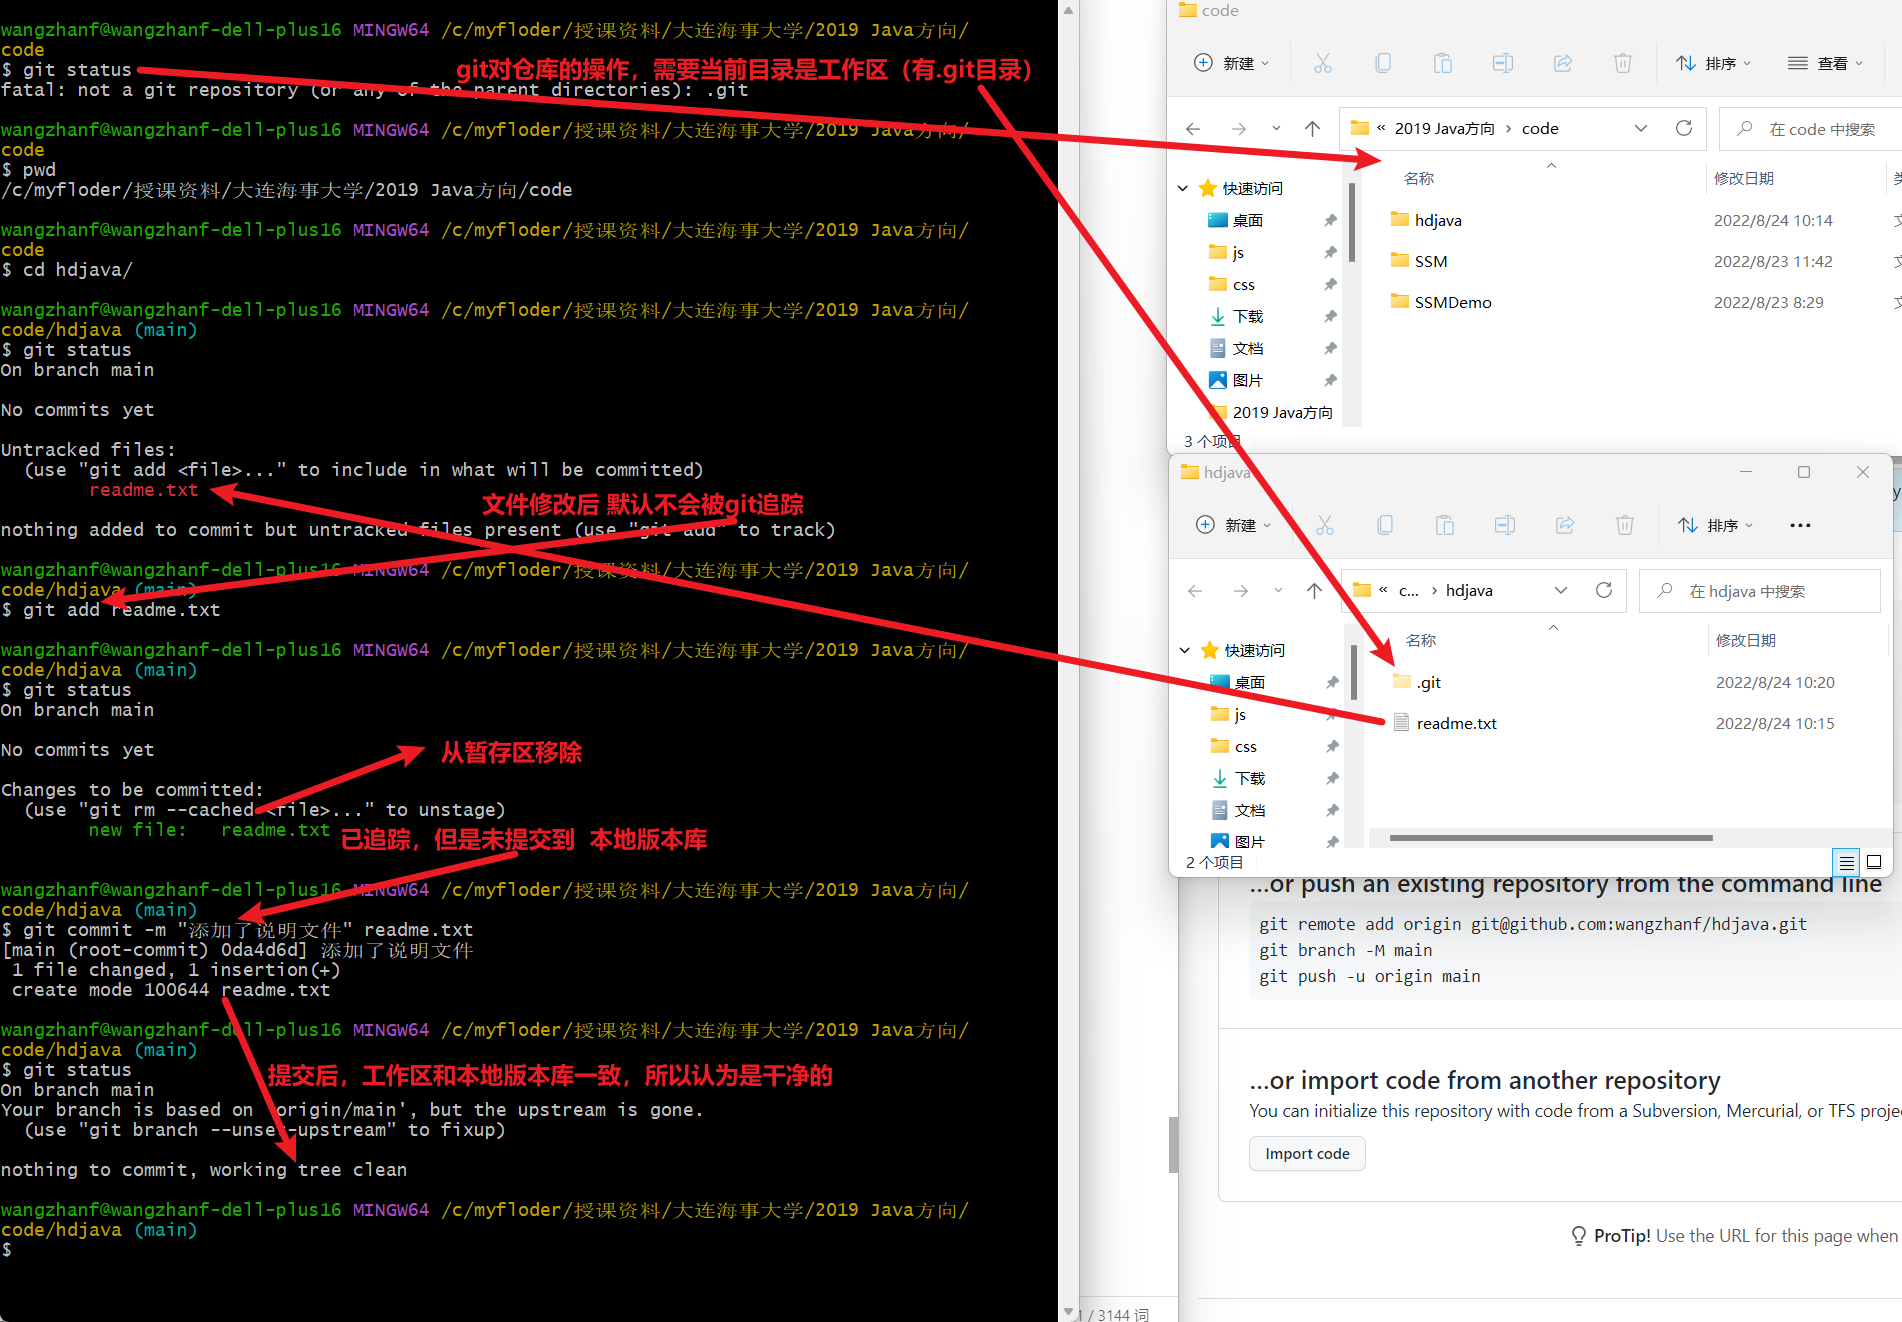 wangzhanf@wangzhanf-dell-plus16 MINGW64 /c/myfloder/授课资料/大连海事大学/2019 Java方向/
code
$ git status
git对仓库的操作，需要当前目录是工作区（有.git目录）
fatal: not a git repository (or any of the parent directories): .git
wangzhanf@wangzhanf-dell-plus16 MINGW64 /c/myfloder/授课资料/大连海事大学/2019 Java方向/
code
$ pwd
/c/myfloder/授课资料/大连海事大学/2019 Java方向/code
wangzhanf@wangzhanf-dell-plus16 MINGW64 /c/myfloder/授课资料/大连海事大学/2019 Java方向/
code
$ cd hdjava/
wangzhanf@wangzhanf-dell-plus16 MINGW64 /c/myfloder/授课资料/大连海事大学/2019 Java方向/
code/hdjava (main)
$ git status
On branch main
No commits yet
Untracked files:
(use "git add <file>..." to include in what will be committed)
readme.txt
文件修改后 默认不会被git追踪
nothing added to commit but untracked files present (use "git add" to track)
wangzhanf@wangzhanf-dell-plus16 MINGW64 /c/myfloder/授课资料/大连海事大学/2019 Java方向/
code/hdjava (main)
$ git add readme.txt
wangzhanf@wangzhanf-dell-plus16 MINGW64 /c/myfloder/授课资料/大连海事大学/2019 Java方向/
code/hdjava (main)
$ git status
On branch main
No commits yet
从暂存区移除
Changes to be committed:
(use "git rm --cached <file>..." to unstage)
new file:   readme.txt
已追踪，但是未提交到 本地版本库
wangzhanf@wangzhanf-dell-plus16 MINGW64 /c/myfloder/授课资料/大连海事大学/2019 Java方向/
code/hdjava (main)
$ git commit -m "添加了说明文件" readme.txt
[main (root-commit) 0da4d6d] 添加了说明文件
1 file changed, 1 insertion(+)
create mode 100644 readme.txt
wangzhanf@wangzhanf-dell-plus16 MINGW64 /c/myfloder/授课资料/大连海事大学/2019 Java方向/
code/hdjava (main)
$ git status
提交后，工作区和本地版本库一致，所以认为是干净的
On branch main
Your branch is based on 'origin/main', but the upstream is gone.
(use "git branch --unset-upstream" to fixup)
nothing to commit, working tree clean
wangzhanf@wangzhanf-dell-plus16 MINGW64 /c/myfloder/授课资料/大连海事大学/2019 Java方向/
code/hdjava (main)
$
code
新建 排序 查看
« 2019 Java方向 › code 在 code 中搜索
名称 修改日期
快速访问
桌面
js
css
下载
文档
图片
2019 Java方向
hdjava 2022/8/24 10:14
SSM 2022/8/23 11:42
SSMDemo 2022/8/23 8:29
3 个项目
hdjava
新建 排序
« c... › hdjava 在 hdjava 中搜索
名称 修改日期
快速访问
桌面
js
css
下载
文档
图片
.git 2022/8/24 10:20
readme.txt 2022/8/24 10:15
2 个项目
...or push an existing repository from the command line
git remote add origin git@github.com:wangzhanf/hdjava.git
git branch -M main
git push -u origin main
...or import code from another repository
You can initialize this repository with code from a Subversion, Mercurial, or TFS
Import code
ProTip! Use the URL for this page when
/ 3144 词